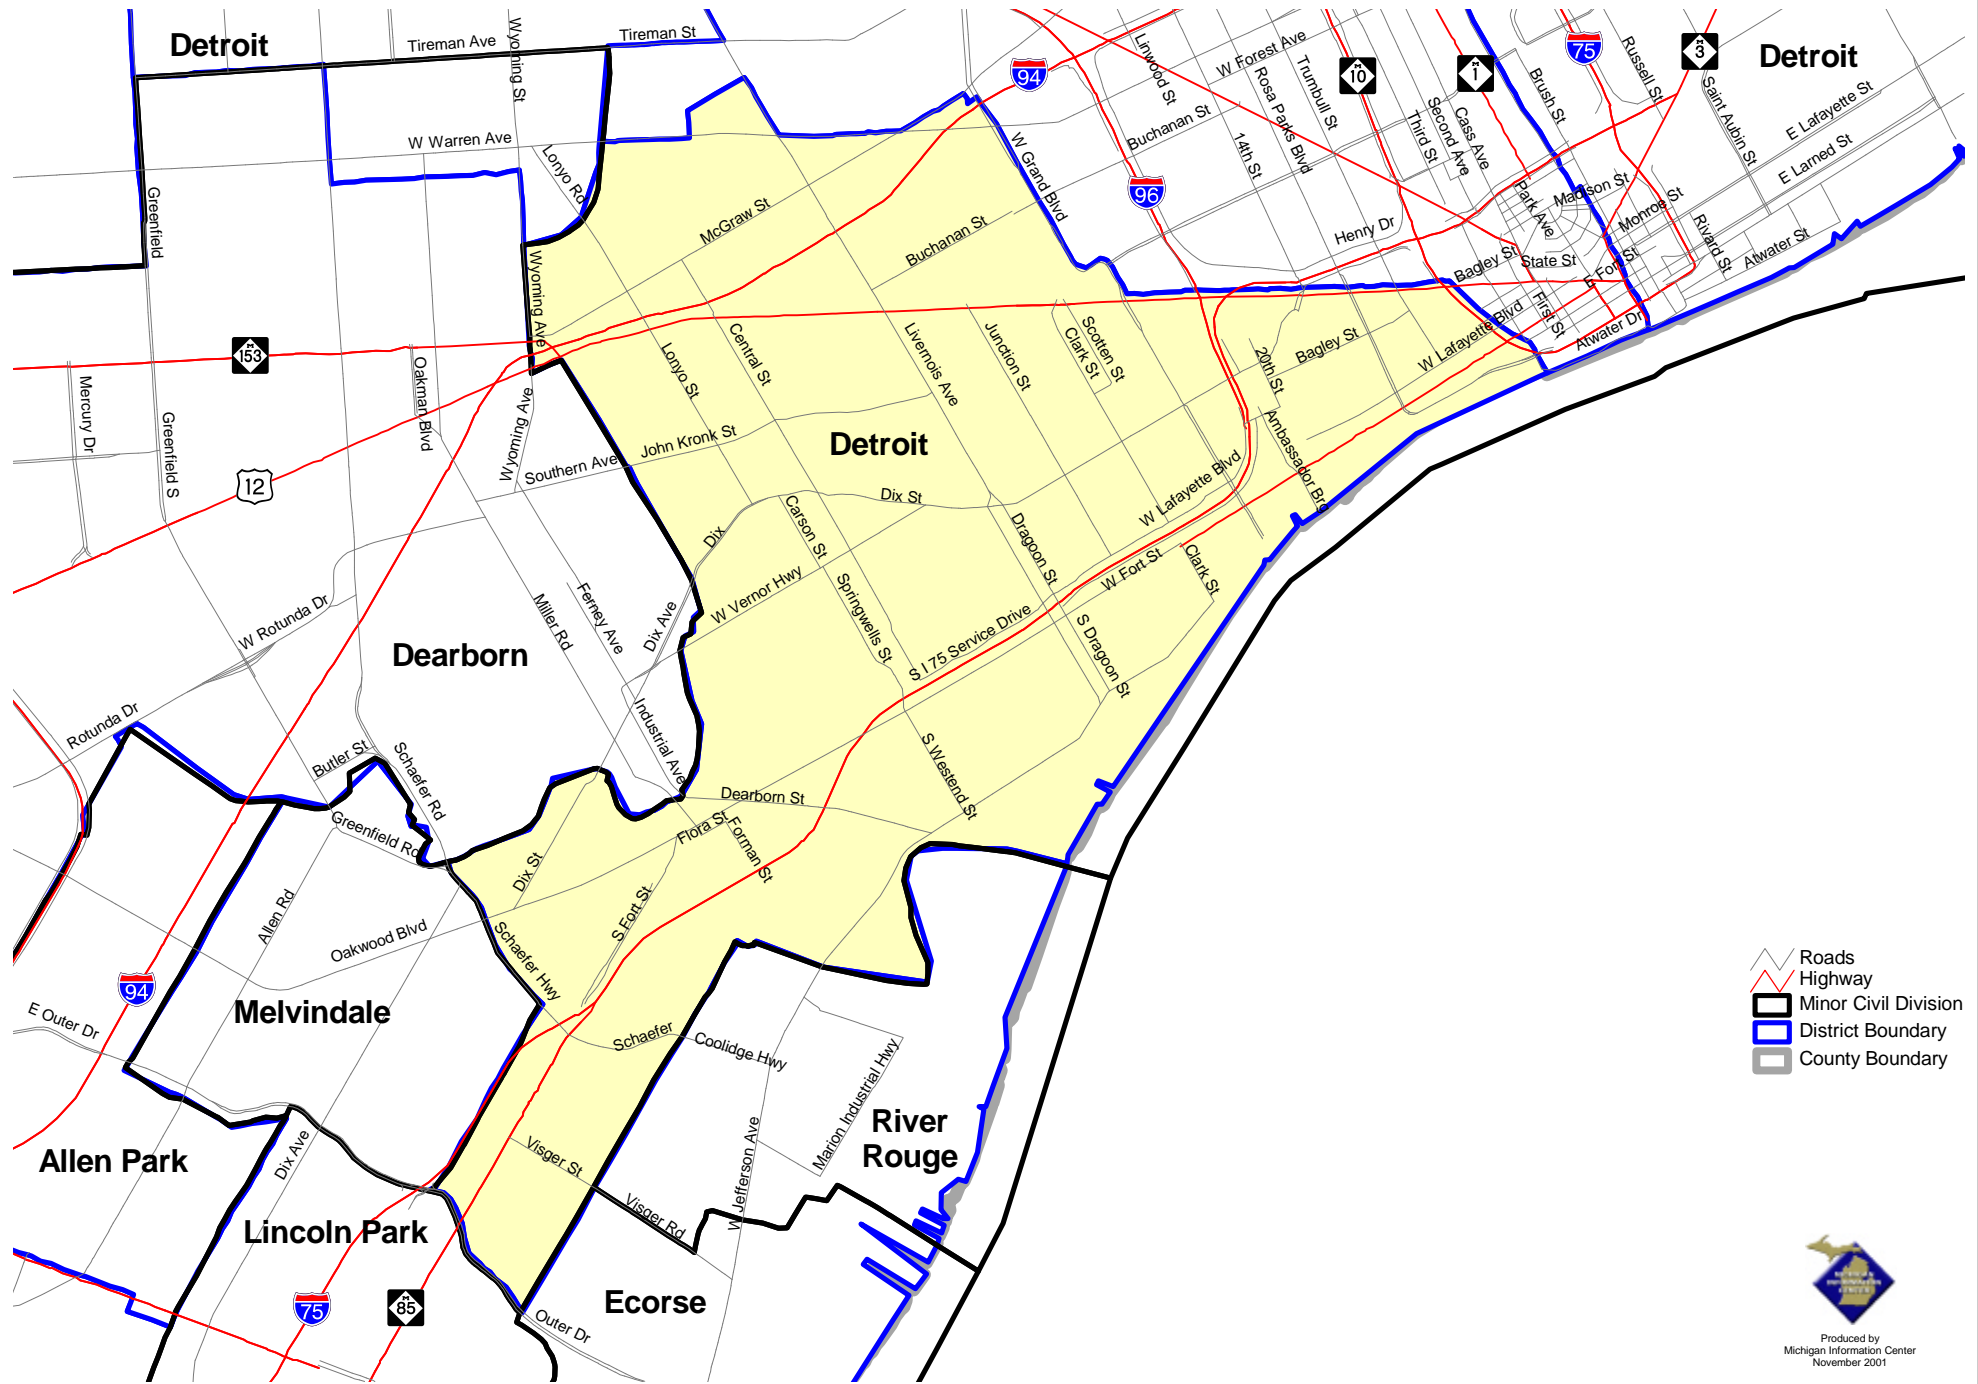 Detroit
Tireman Ave
Wyoming St
Tireman St
94
Linwood St
W Forest Ave
Rosa Parks Blvd
Trumbull St
M
10
M
1
75
Russell St
M
3
Detroit
Brush St
Saint Aubin St
E Lafayette St
E Larned St
W Warren Ave
Lonyo Rd
W Grand Blvd
Buchanan St
14th St
Third St
Second Ave
Cass Ave
96
Greenfield
McGraw St
Buchanan St
Henry Dr
Park Ave
Madison St
Monroe St
Rivard St
Atwater St
Bagley St
State St
E Fort St
First St
Atwater Dr
Wyoming Ave
M
153
Mercury Dr
Oakman Blvd
Greenfield S
Wyoming Ave
Lonyo St
Central St
Livernois Ave
Junction St
Scotten St
Clark St
20th St
Bagley St
W Lafayette Blvd
12
Southern Ave
John Kronk St
Detroit
Ambassador Brg
W Lafayette Blvd
Dix St
Dix
Carson St
Dragoon St
W Fort St
Clark St
W Rotunda Dr
Miller Rd
Ferney Ave
Dix Ave
W Vernor Hwy
Springwells St
S I 75 Service Drive
S Dragoon St
Dearborn
Rotunda Dr
Butler St
Schaefer Rd
Industrial Ave
Dearborn St
S Westend St
Greenfield Rd
Flora St
Forman St
Dix St
Allen Rd
Oakwood Blvd
S Fort St
Schaefer Hwy
94
E Outer Dr
Melvindale
Schaefer
Coolidge Hwy
Marion Industrial Hwy
River
Rouge
Roads
Highway
Minor Civil Division
District Boundary
County Boundary
Allen Park
Dix Ave
Visger St
Visger Rd
W Jefferson Ave
Lincoln Park
75
M
85
Ecorse
Outer Dr
MICHIGAN
INFORMATION
CENTER
Produced by
Michigan Information Center
November 2001